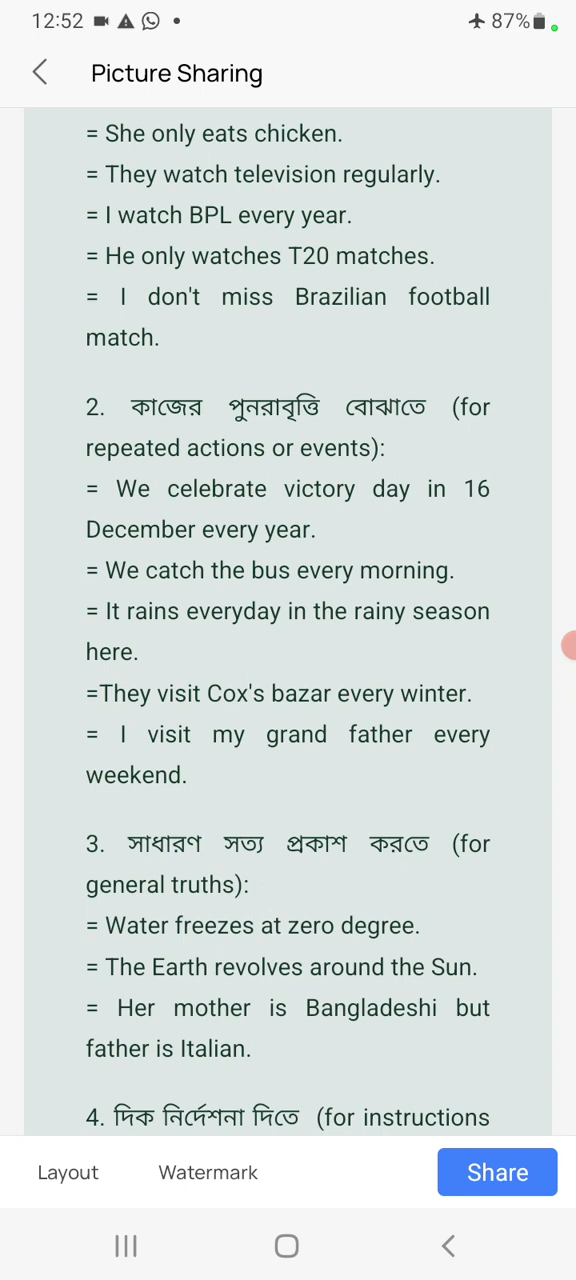 12:52
87%
Picture Sharing
= She only eats chicken.
= They watch television regularly.
= I watch BPL every year.
= He only watches T20 matches.
= I don't miss Brazilian football
match.
2. কাজের পুনরাবৃত্তি বোঝাতে (for
repeated actions or events):
= We celebrate victory day in 16
December every year.
= We catch the bus every morning.
= It rains everyday in the rainy season
here.
=They visit Cox's bazar every winter.
= I visit my grand father every
weekend.
3. সাধারণ সত্য প্রকাশ করতে (for
general truths):
= Water freezes at zero degree.
= The Earth revolves around the Sun.
= Her mother is Bangladeshi but
father is Italian.
4. দিক নির্দেশনা দিতে (for instructions
Layout
Watermark
Share